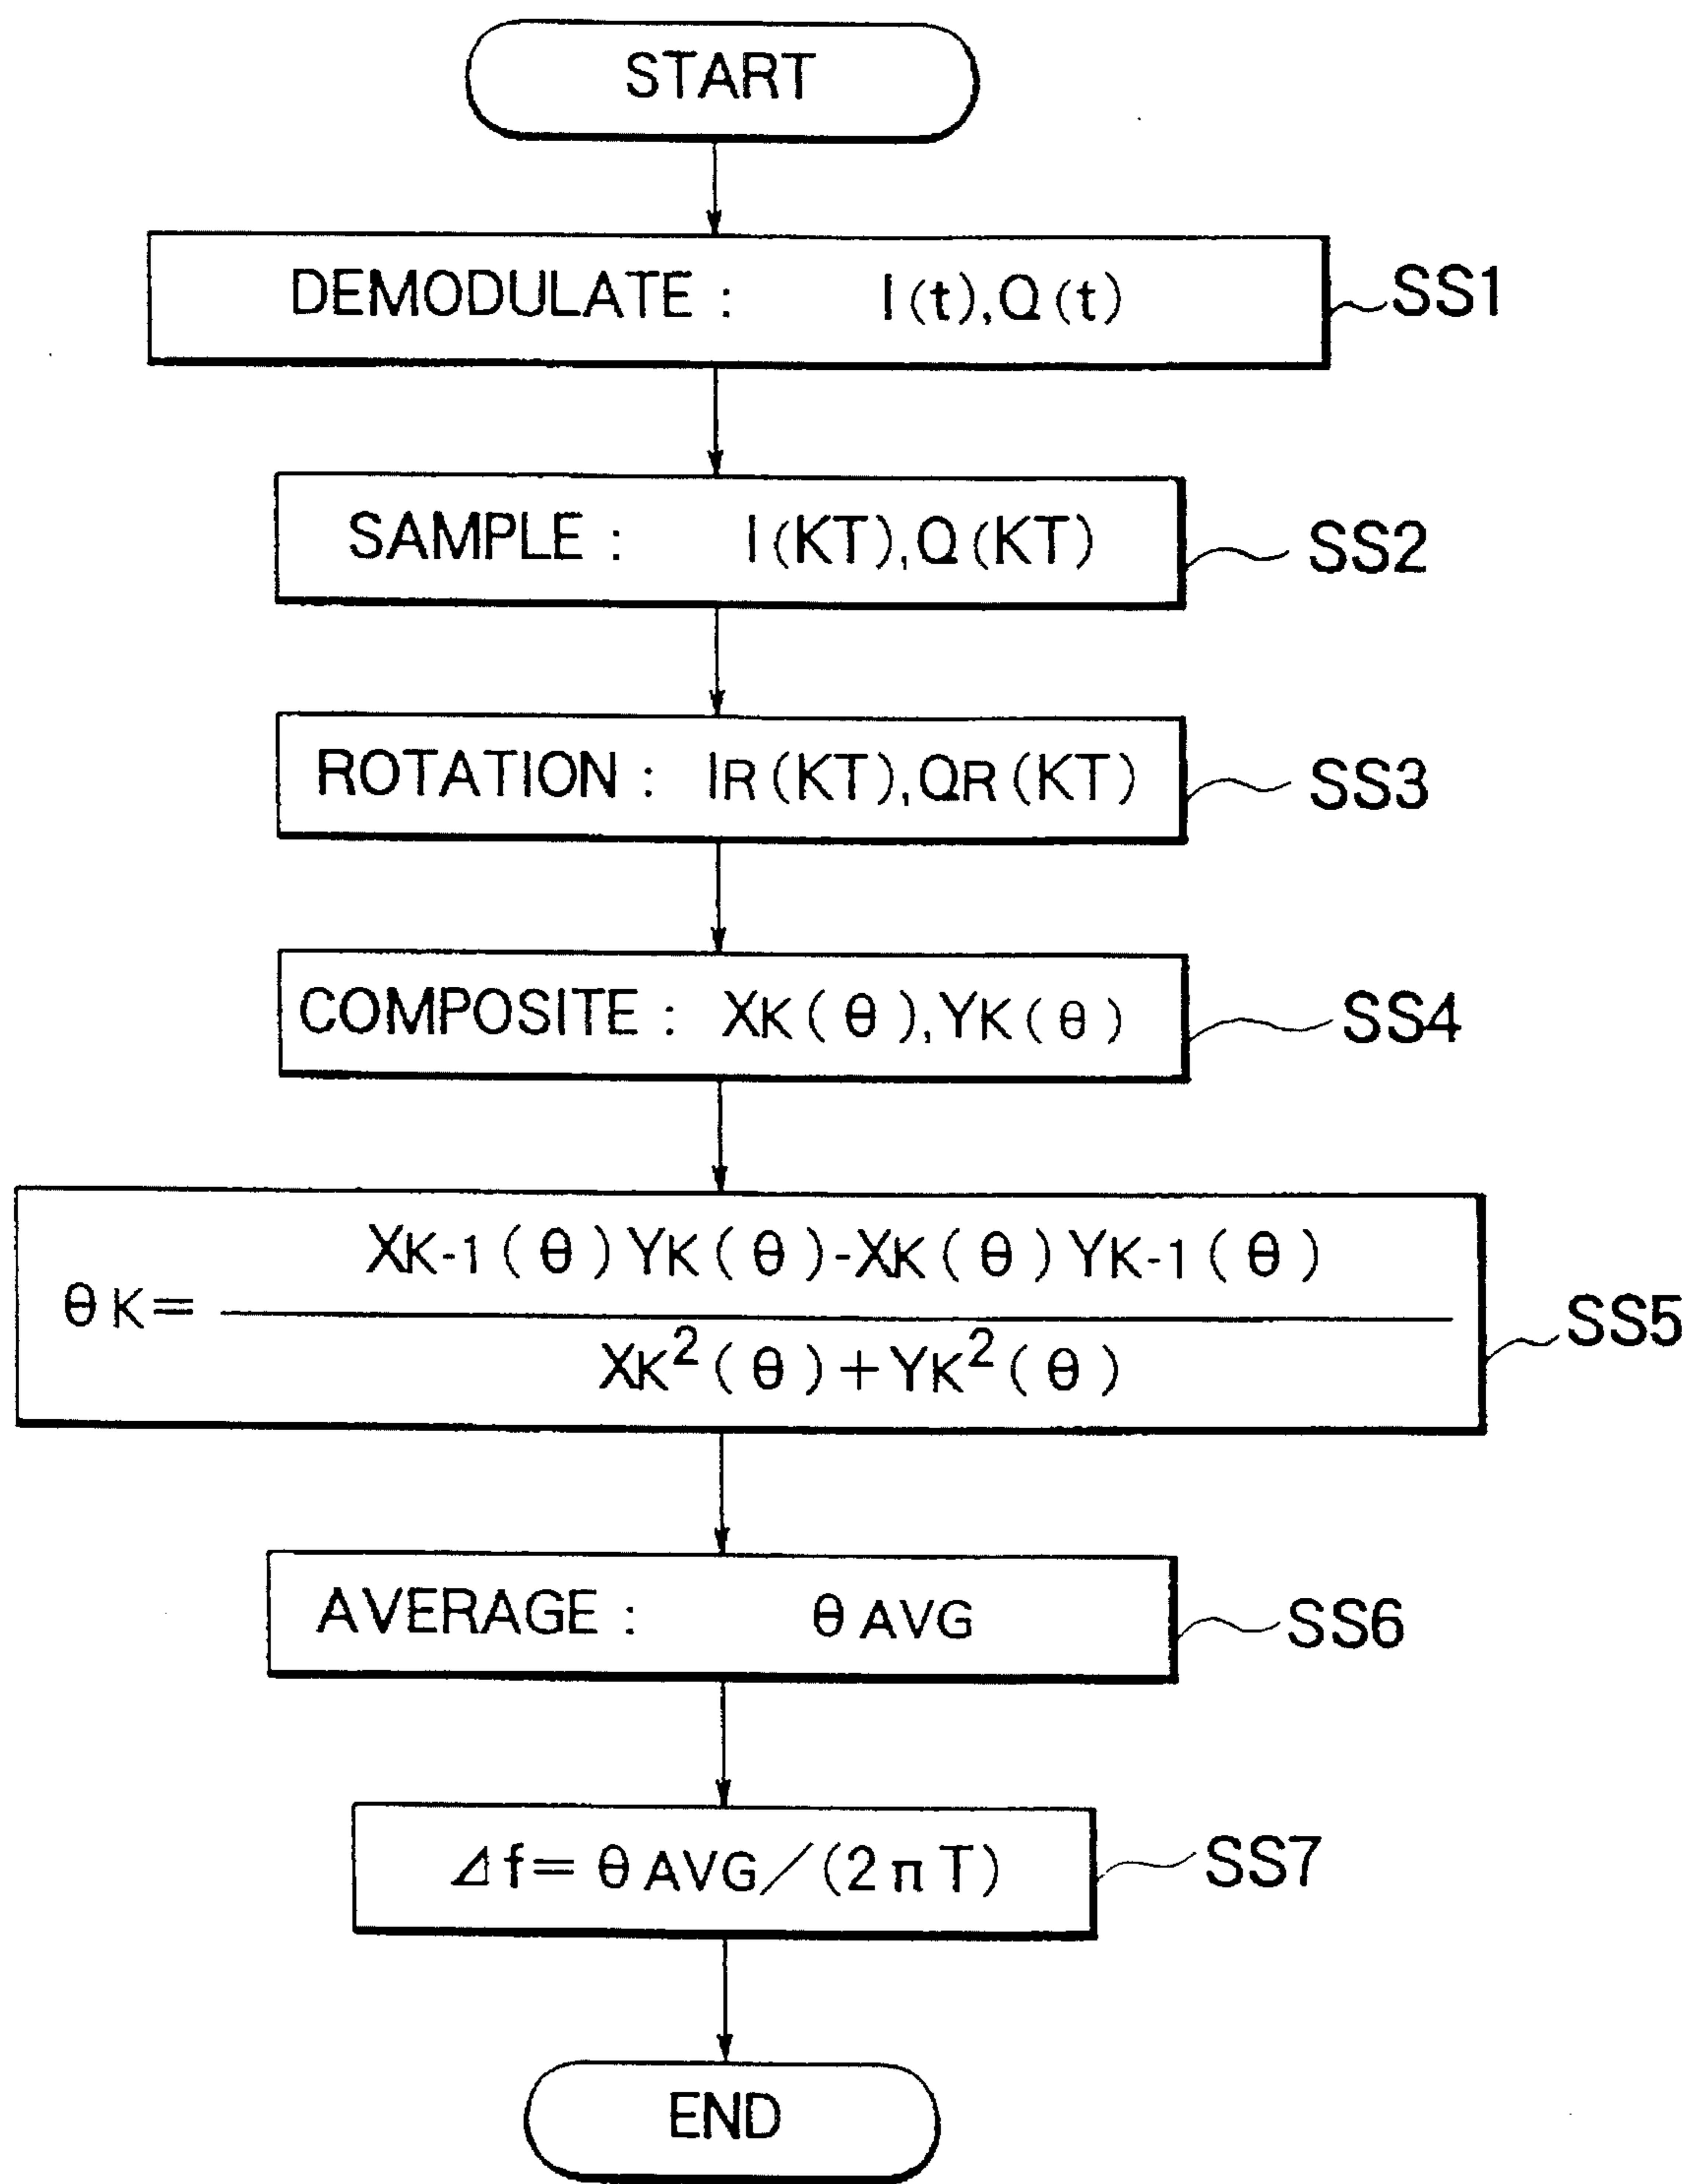 START
DEMODULATE : I(t),Q(t)
SS1
SAMPLE : I(KT),Q(KT)
SS2
ROTATION : IR(KT),QR(KT)
SS3
COMPOSITE : XK(θ),YK(θ)
SS4
XK-1(θ)YK(θ)-XK(θ)YK-1(θ)
θK=
XK²(θ)+YK²(θ)
SS5
AVERAGE : θAVG
SS6
⊿f=θAVG/(2πT)
SS7
END